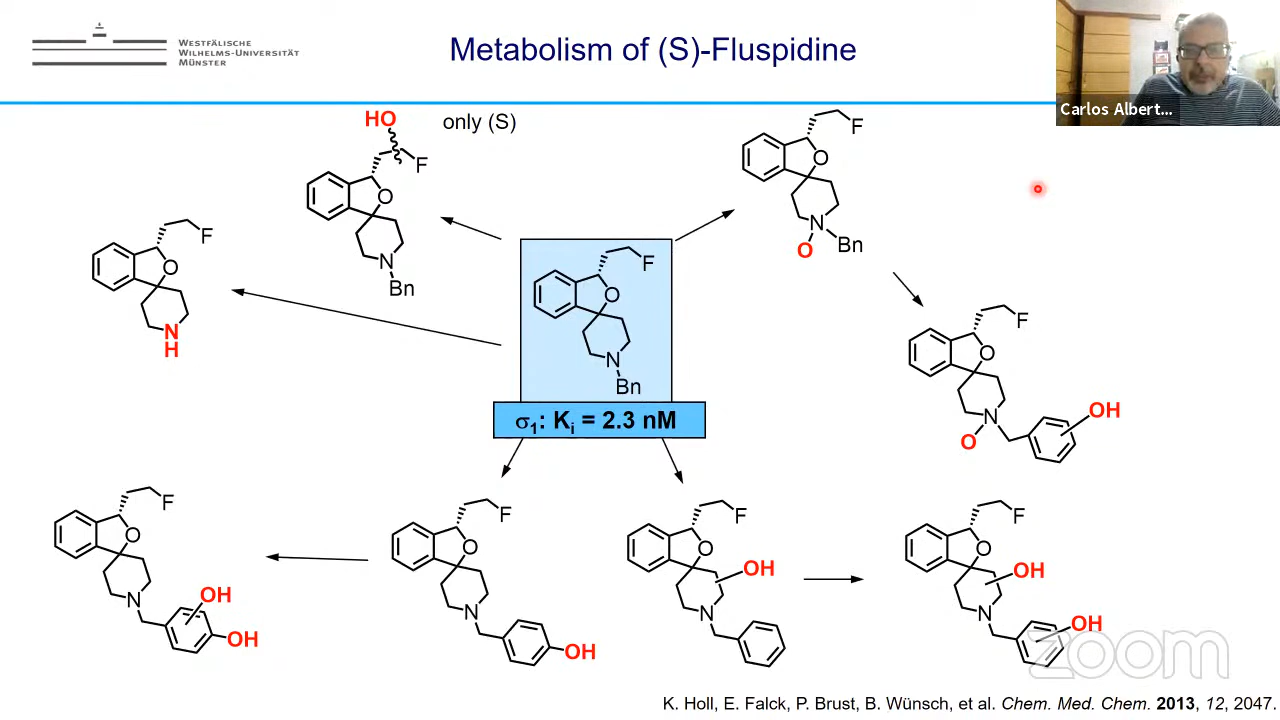 WESTFÄLISCHE
WILHELMS-UNIVERSITÄT
MÜNSTER
Metabolism of (S)-Fluspidine
Carlos Albert...
only (S)
HO
F
O
N
Bn
F
O
N
O
Bn
F
O
N
H
F
O
N
Bn
σ1: Ki = 2.3 nM
F
O
N
O
OH
F
O
N
OH
OH
F
O
N
OH
F
O
OH
N
F
O
OH
N
OH
zoom
K. Holl, E. Falck, P. Brust, B. Wünsch, et al. Chem. Med. Chem. 2013, 12, 2047.